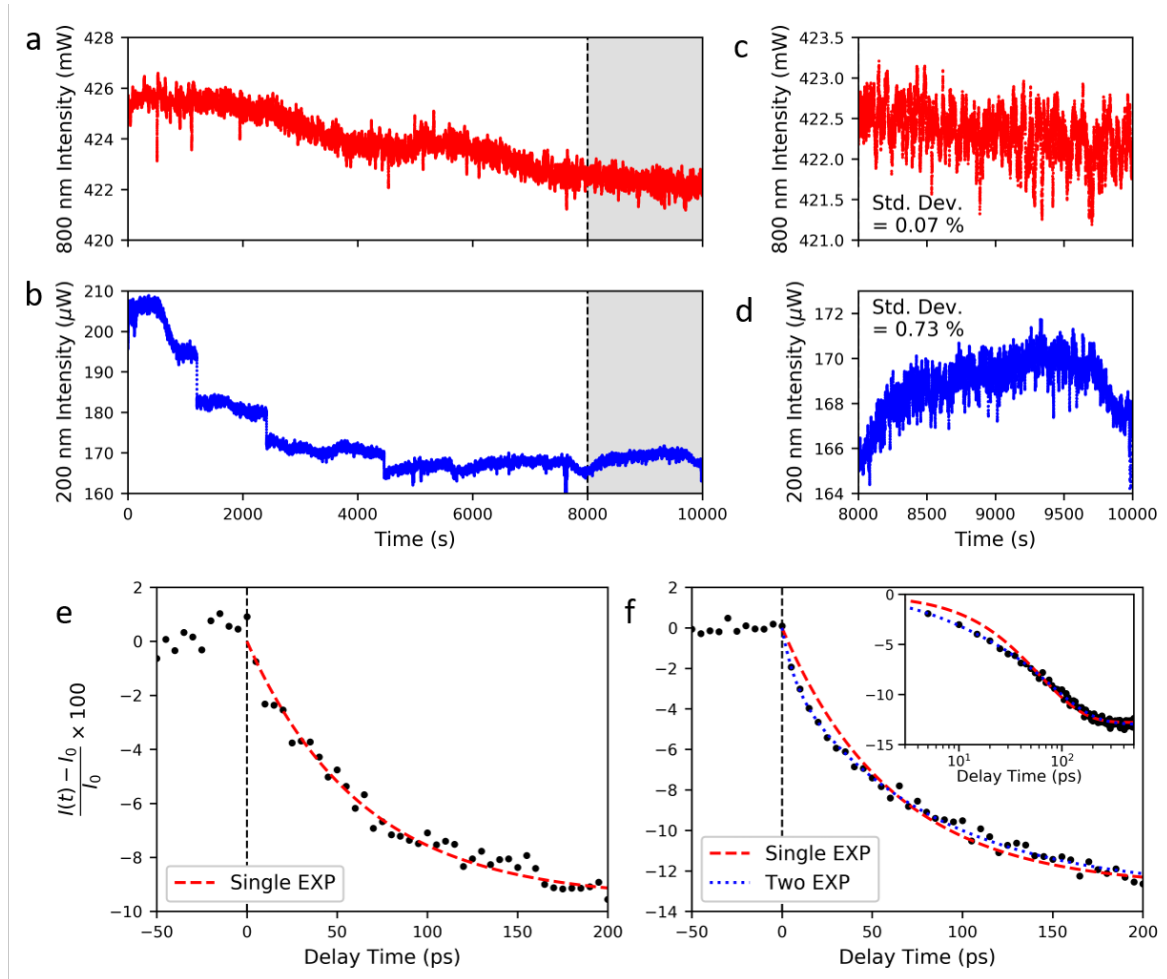 a
800 nm Intensity (mW)
428
426
424
422
420
b
200 nm Intensity (μW)
210
200
190
180
170
160
0
2000
4000
6000
8000
10000
Time (s)
c
800 nm Intensity (mW)
423.5
423.0
422.5
422.0
421.5
421.0
Std. Dev.
= 0.07 %
d
200 nm Intensity (μW)
172
170
168
166
164
Std. Dev.
= 0.73 %
8000
8500
9000
9500
10000
Time (s)
e
I(t) − I₀
I₀
× 100
2
0
−2
−4
−6
−8
−10
Single EXP
−50
0
50
100
150
200
Delay Time (ps)
f
2
0
−2
−4
−6
−8
−10
−12
−14
Single EXP
Two EXP
−50
0
50
100
150
200
Delay Time (ps)
0
−5
−10
−15
10¹
10²
Delay Time (ps)